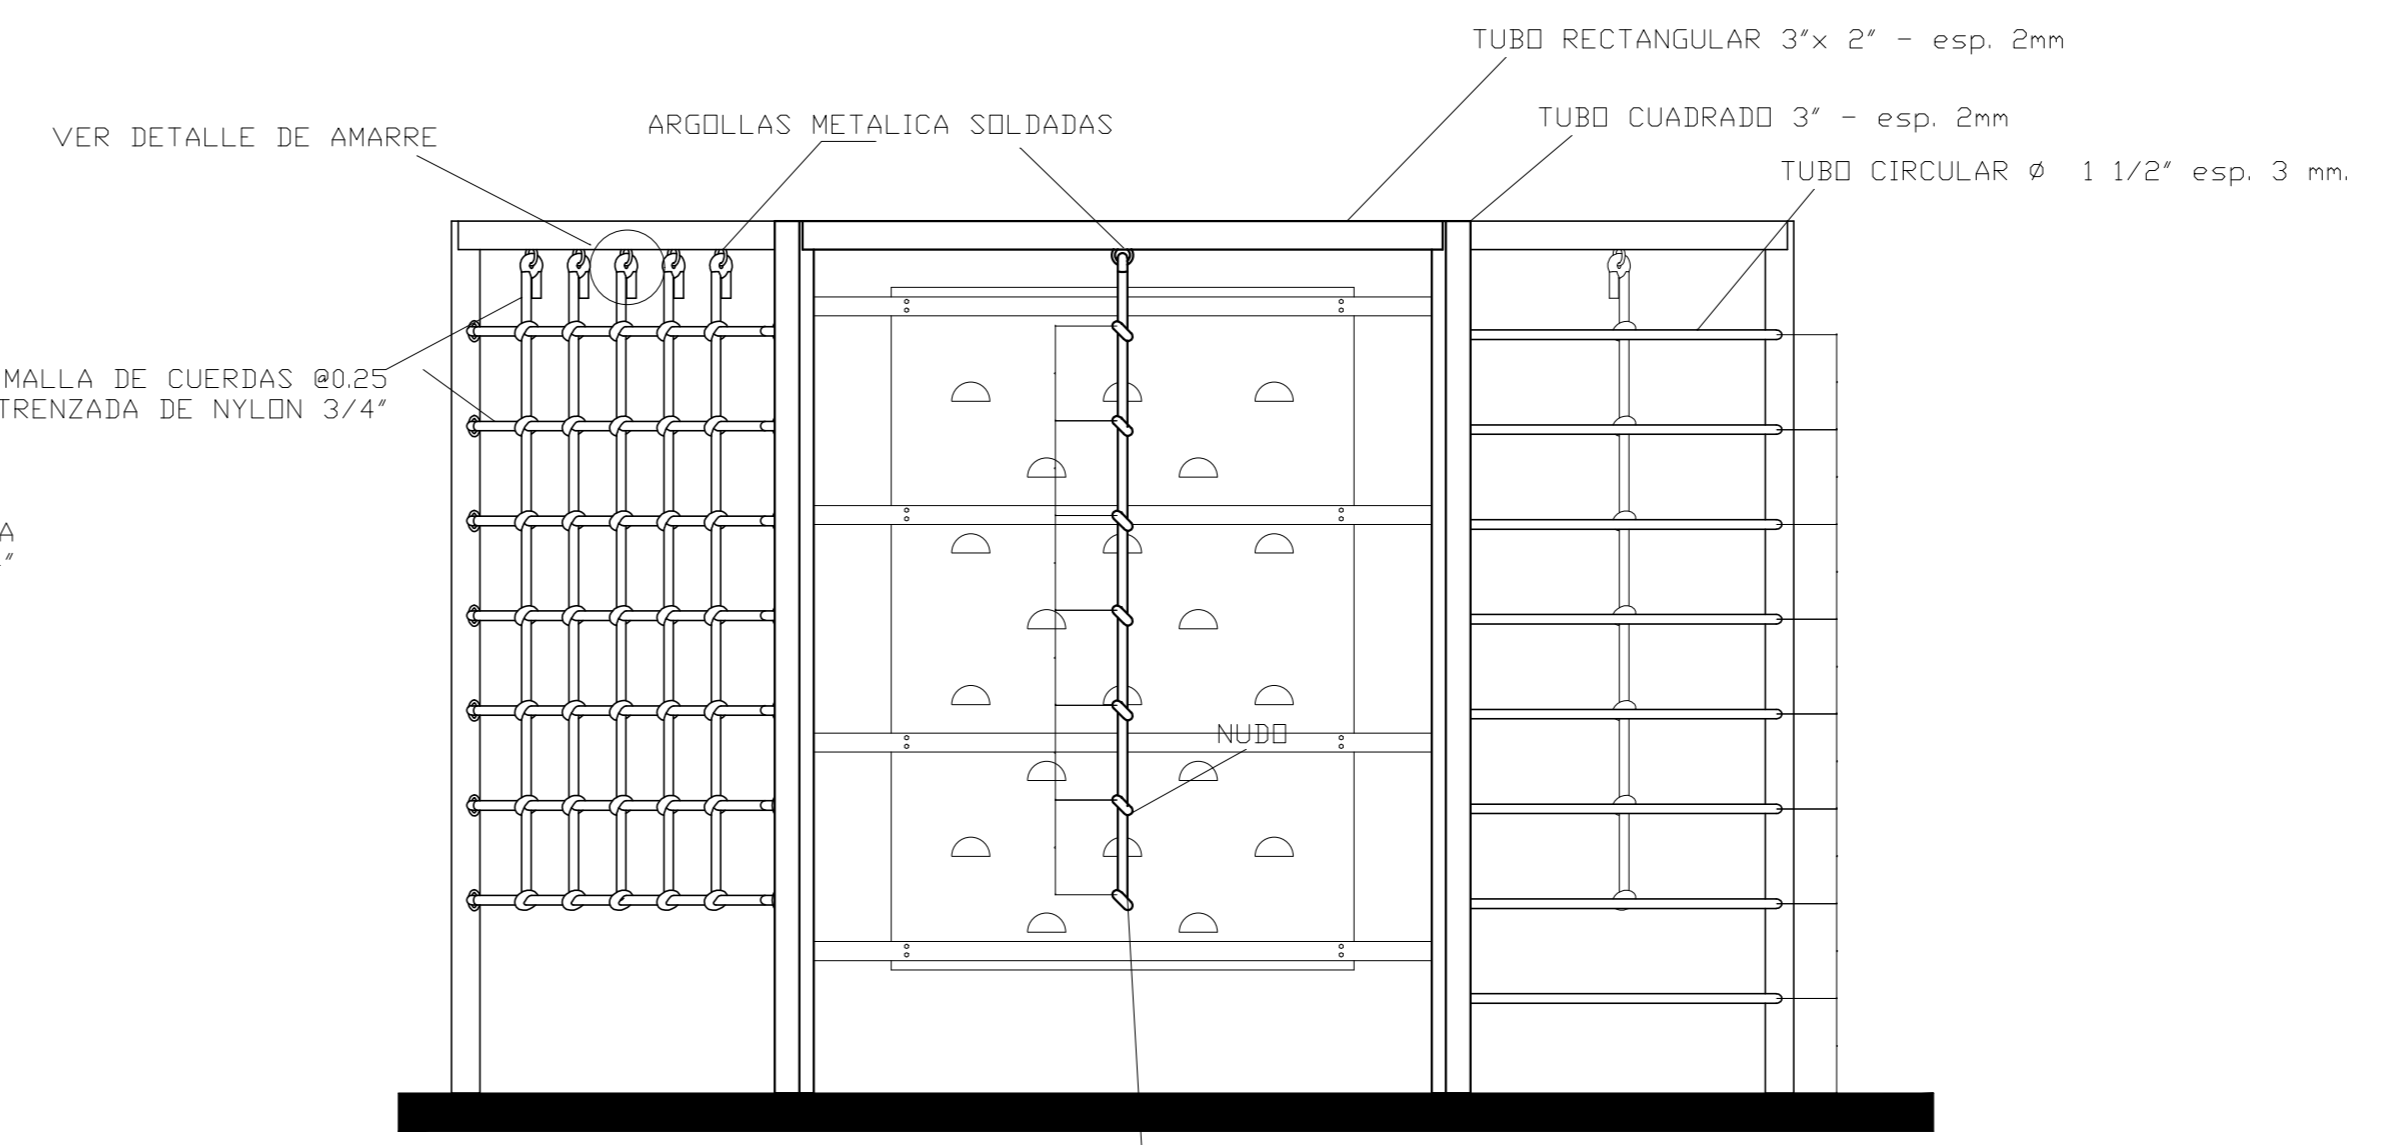 TUBO RECTANGULAR 3"x 2" - esp. 2mm
TUBO CUADRADO 3" - esp. 2mm
TUBO CIRCULAR Ø 1 1/2" esp. 3 mm.
VER DETALLE DE AMARRE
ARGOLLAS METALICA SOLDADAS
MALLA DE CUERDAS @0.25
TRENZADA DE NYLON 3/4"
A
NUDO